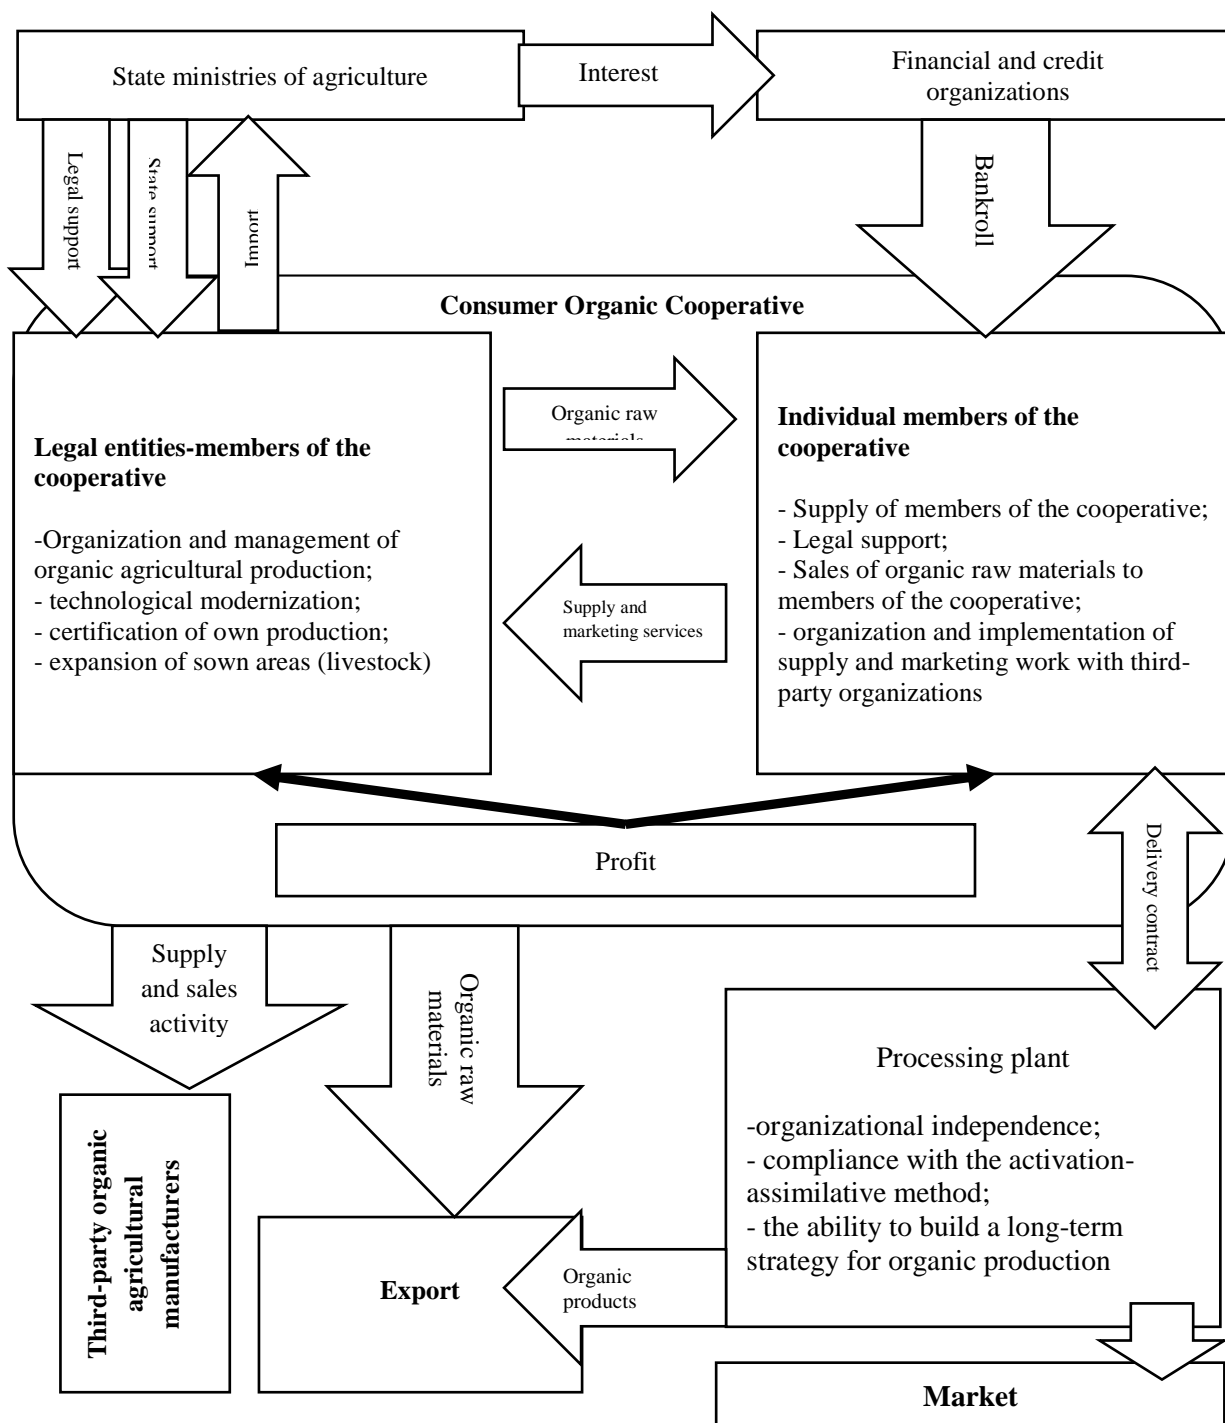 State ministries of agriculture
Interest
Financial and credit
organizations
Legal support
State support
Import
Bankroll
Consumer Organic Cooperative
Legal entities-members of the
cooperative
-Organization and management of
organic agricultural production;
- technological modernization;
- certification of own production;
- expansion of sown areas (livestock)
Organic raw
materials
Supply and
marketing services
Individual members of the
cooperative
- Supply of members of the cooperative;
- Legal support;
- Sales of organic raw materials to
members of the cooperative;
- organization and implementation of
supply and marketing work with third-
party organizations
Profit
Delivery contract
Supply
and sales
activity
Organic raw
materials
Third-party organic
agricultural
manufacturers
Export
Organic
products
Processing plant
-organizational independence;
- compliance with the activation-
assimilative method;
- the ability to build a long-term
strategy for organic production
Market